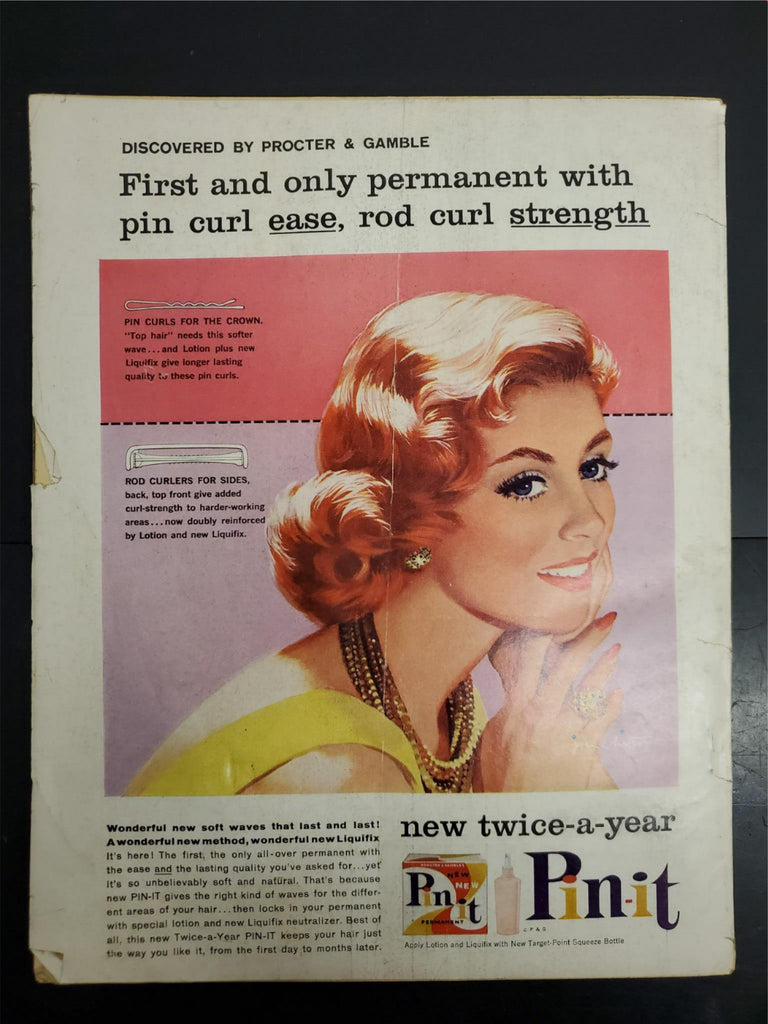 DISCOVERED BY PROCTER & GAMBLE
First and only permanent with
pin curl ease, rod curl strength
PIN CURLS FOR THE CROWN.
"Top hair" needs this softer
wave...and Lotion plus new
Liquifix give longer lasting
quality to these pin curls.
ROD CURLERS FOR SIDES,
back, top front give added
curl-strength to harder-working
areas...now doubly reinforced
by Lotion and new Liquifix.
Wonderful new soft waves that last and last!
A wonderful new method, wonderful new Liquifix
It's here! The first, the only all-over permanent with
the ease and the lasting quality you've asked for...yet
it's so unbelievably soft and natural. That's because
new PIN-IT gives the right kind of waves for the differ-
ent areas of your hair...then locks in your permanent
with special lotion and new Liquifix neutralizer. Best of
all, this new Twice-a-Year PIN-IT keeps your hair just
the way you like it, from the first day to months later.
new twice-a-year
NEW
NEW
Pin it
PERMANENT
Pin-it
© P & G
Apply Lotion and Liquifix with New Target-Point Squeeze Bottle